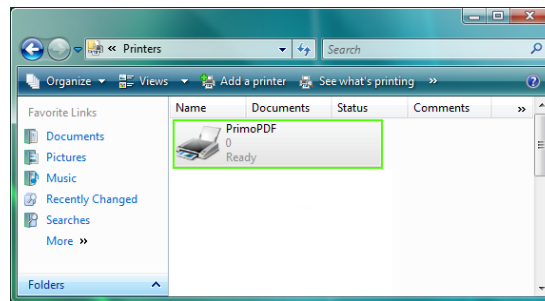 « Printers
Search
Organize Views Add a printer See what's printing »
Favorite Links
Documents
Pictures
Music
Recently Changed
Searches
More »
Folders
Name Documents Status Comments »
PrimoPDF
0
Ready